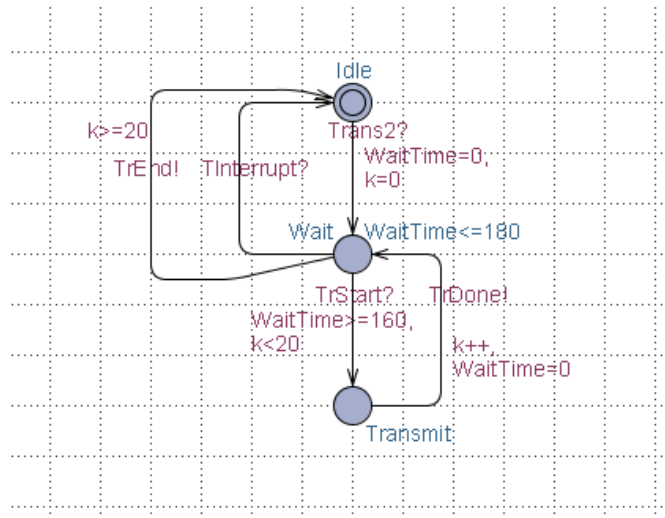 Idle
k>=20
Trans2?
TrEnd!
TInterrupt?
WaitTime=0,
k=0
Wait
WaitTime<=180
TrStart?
TrDone!
WaitTime>=160,
k<20
k++,
WaitTime=0
Transmit